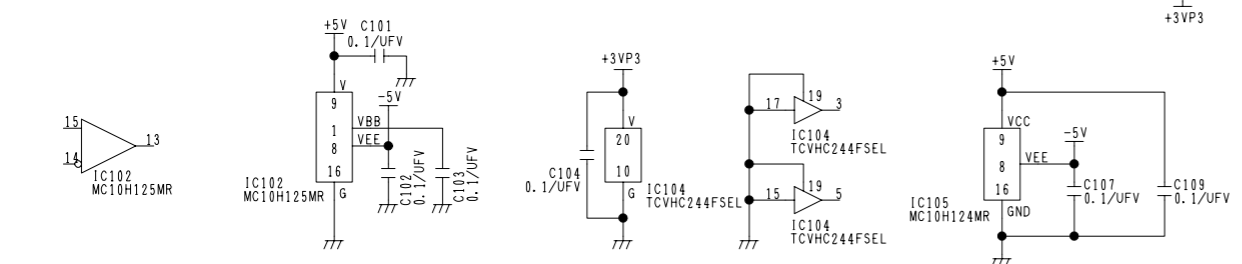 +3VP3
15
14
13
IC102
MC10H125MR
+5V
C101
0.1/UFV
V
9
-5V
1
VBB
8
VEE
16
G
IC102
MC10H125MR
C102
0.1/UFV
C103
0.1/UFV
+3VP3
V
20
10
G
C104
0.1/UFV
IC104
TCVHC244FSEL
17
19
3
IC104
TCVHC244FSEL
15
19
5
IC104
TCVHC244FSEL
+5V
VCC
9
-5V
8
VEE
16
GND
IC105
MC10H124MR
C107
0.1/UFV
C109
0.1/UFV